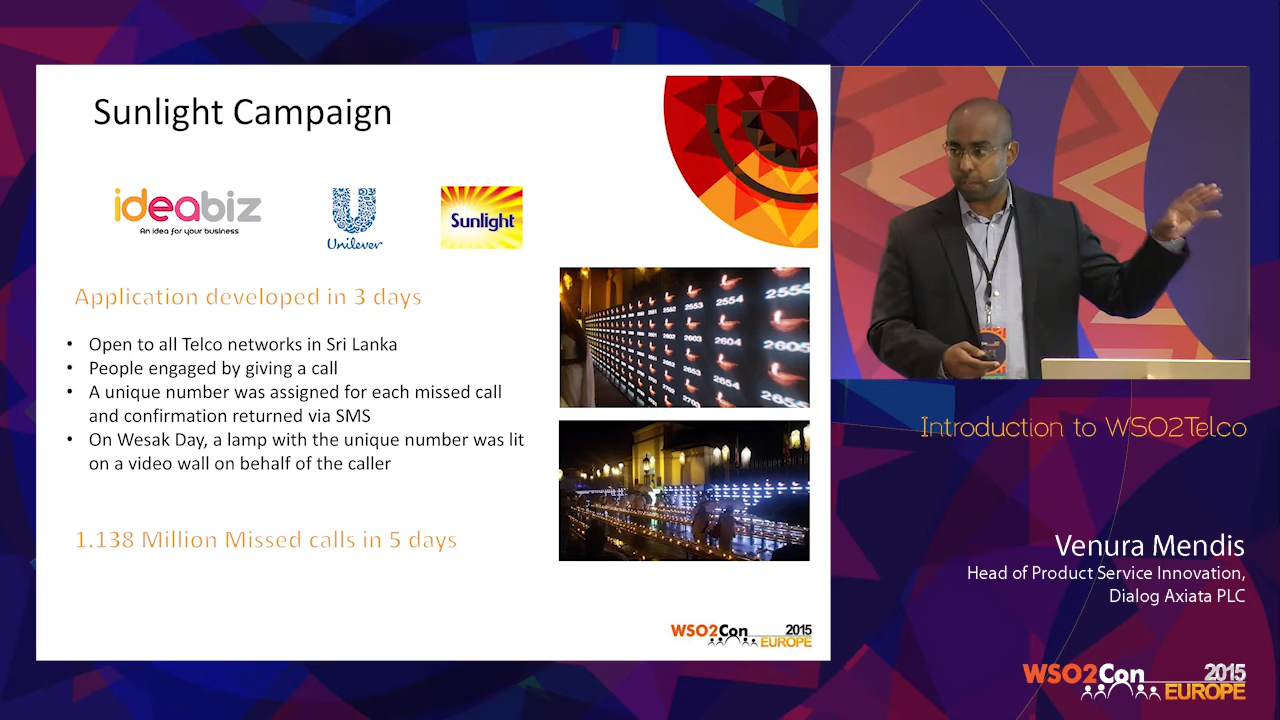 Sunlight Campaign
ideabiz
An idea for your business
Unilever
Sunlight
Application developed in 3 days
• Open to all Telco networks in Sri Lanka
• People engaged by giving a call
• A unique number was assigned for each missed call
and confirmation returned via SMS
• On Wesak Day, a lamp with the unique number was lit
on a video wall on behalf of the caller
1.138 Million Missed calls in 5 days
2552
2553
2554
2555
2602
2603
2604
2605
2653
2654
2655
WSO2Con 2015
EUROPE
Introduction to WSO2Telco
Venura Mendis
Head of Product Service Innovation,
Dialog Axiata PLC
WSO2Con 2015
EUROPE